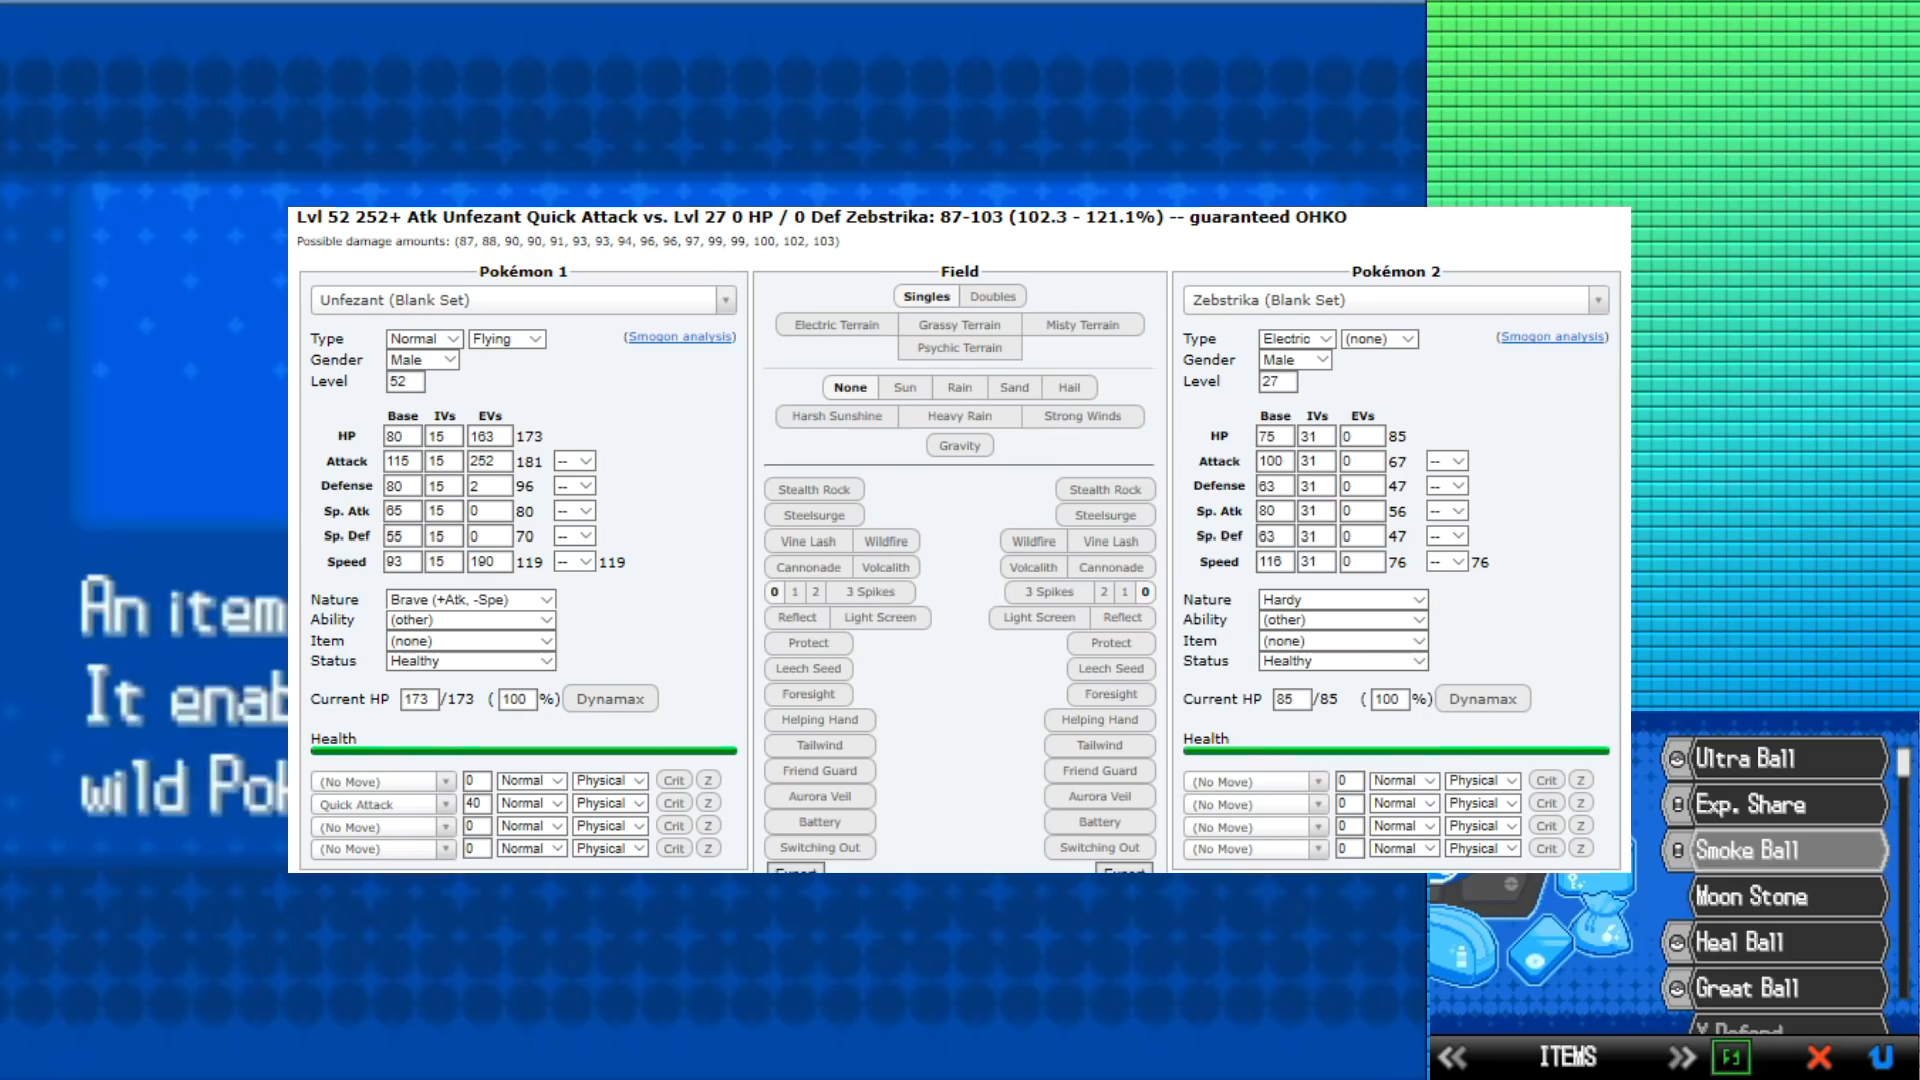 Lvl 52 252+ Atk Unfezant Quick Attack vs. Lvl 27 0 HP / 0 Def Zebstrika: 87-103 (102.3 - 121.1%) -- guaranteed OHKO
Possible damage amounts: (87, 88, 90, 90, 91, 93, 93, 94, 96, 96, 97, 99, 99, 100, 102, 103)
Pokémon 1
Unfezant (Blank Set)
Type Normal Flying (Smogon analysis)
Gender Male
Level 52
Base IVs EVs
HP 80 15 163 173
Attack 115 15 252 181 --
Defense 80 15 2 96 --
Sp. Atk 65 15 0 80 --
Sp. Def 55 15 0 70 --
Speed 93 15 190 119 -- 119
Nature Brave (+Atk, -Spe)
Ability (other)
Item (none)
Status Healthy
Current HP 173/173 (100%) Dynamax
Health
(No Move) 0 Normal Physical Crit Z
Quick Attack 40 Normal Physical Crit Z
(No Move) 0 Normal Physical Crit Z
(No Move) 0 Normal Physical Crit Z
Field
Singles Doubles
Electric Terrain Grassy Terrain Misty Terrain
Psychic Terrain
None Sun Rain Sand Hail
Harsh Sunshine Heavy Rain Strong Winds
Gravity
Stealth Rock Stealth Rock
Steelsurge Steelsurge
Vine Lash Wildfire Wildfire Vine Lash
Cannonade Volcalith Volcalith Cannonade
0 1 2 3 Spikes 3 Spikes 2 1 0
Reflect Light Screen Light Screen Reflect
Protect Protect
Leech Seed Leech Seed
Foresight Foresight
Helping Hand Helping Hand
Tailwind Tailwind
Friend Guard Friend Guard
Aurora Veil Aurora Veil
Battery Battery
Switching Out Switching Out
Pokémon 2
Zebstrika (Blank Set)
Type Electric (none) (Smogon analysis)
Gender Male
Level 27
Base IVs EVs
HP 75 31 0 85
Attack 100 31 0 67 --
Defense 63 31 0 47 --
Sp. Atk 80 31 0 56 --
Sp. Def 63 31 0 47 --
Speed 116 31 0 76 -- 76
Nature Hardy
Ability (other)
Item (none)
Status Healthy
Current HP 85/85 (100%) Dynamax
Health
(No Move) 0 Normal Physical Crit Z
(No Move) 0 Normal Physical Crit Z
(No Move) 0 Normal Physical Crit Z
(No Move) 0 Normal Physical Crit Z
An item
It enab
wild Pok
Ultra Ball
Exp. Share
Smoke Ball
Moon Stone
Heal Ball
Great Ball
X Defend
ITEMS F1